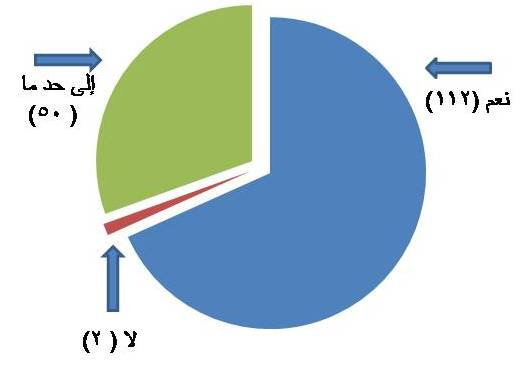 نعم (١١٢)
إلى حد ما
( ٥٠ )
لا ( ٢ )